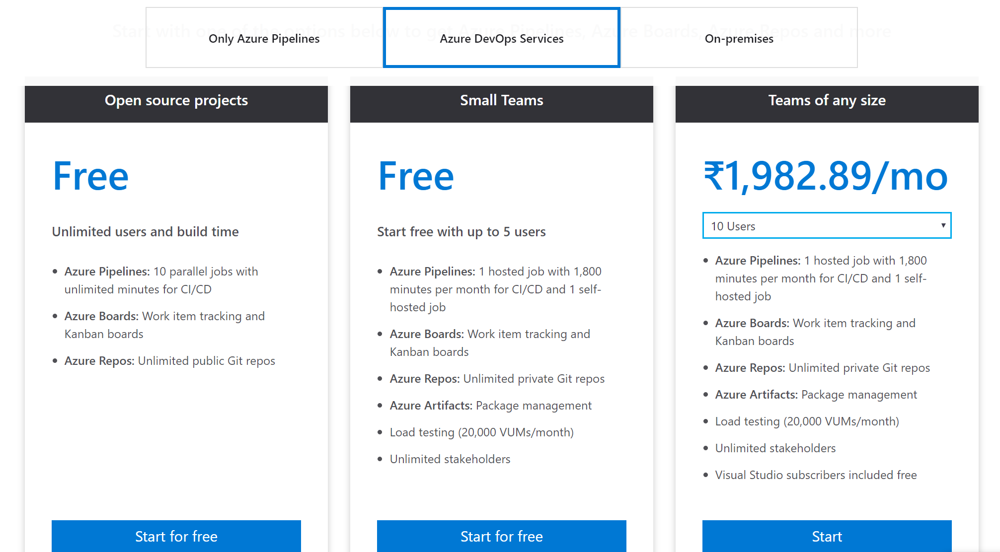 Start with one of the options below to get Azure Pipelines, Azure Boards, Azure Repos and more
Only Azure Pipelines
Azure DevOps Services
On-premises
Open source projects
Free
Unlimited users and build time
• Azure Pipelines: 10 parallel jobs with
unlimited minutes for CI/CD
• Azure Boards: Work item tracking and
Kanban boards
• Azure Repos: Unlimited public Git repos
Start for free
Small Teams
Free
Start free with up to 5 users
• Azure Pipelines: 1 hosted job with 1,800
minutes per month for CI/CD and 1 self-
hosted job
• Azure Boards: Work item tracking and
Kanban boards
• Azure Repos: Unlimited private Git repos
• Azure Artifacts: Package management
• Load testing (20,000 VUMs/month)
• Unlimited stakeholders
Start for free
Teams of any size
₹1,982.89/mo
10 Users
• Azure Pipelines: 1 hosted job with 1,800
minutes per month for CI/CD and 1 self-
hosted job
• Azure Boards: Work item tracking and
Kanban boards
• Azure Repos: Unlimited private Git repos
• Azure Artifacts: Package management
• Load testing (20,000 VUMs/month)
• Unlimited stakeholders
• Visual Studio subscribers included free
Start